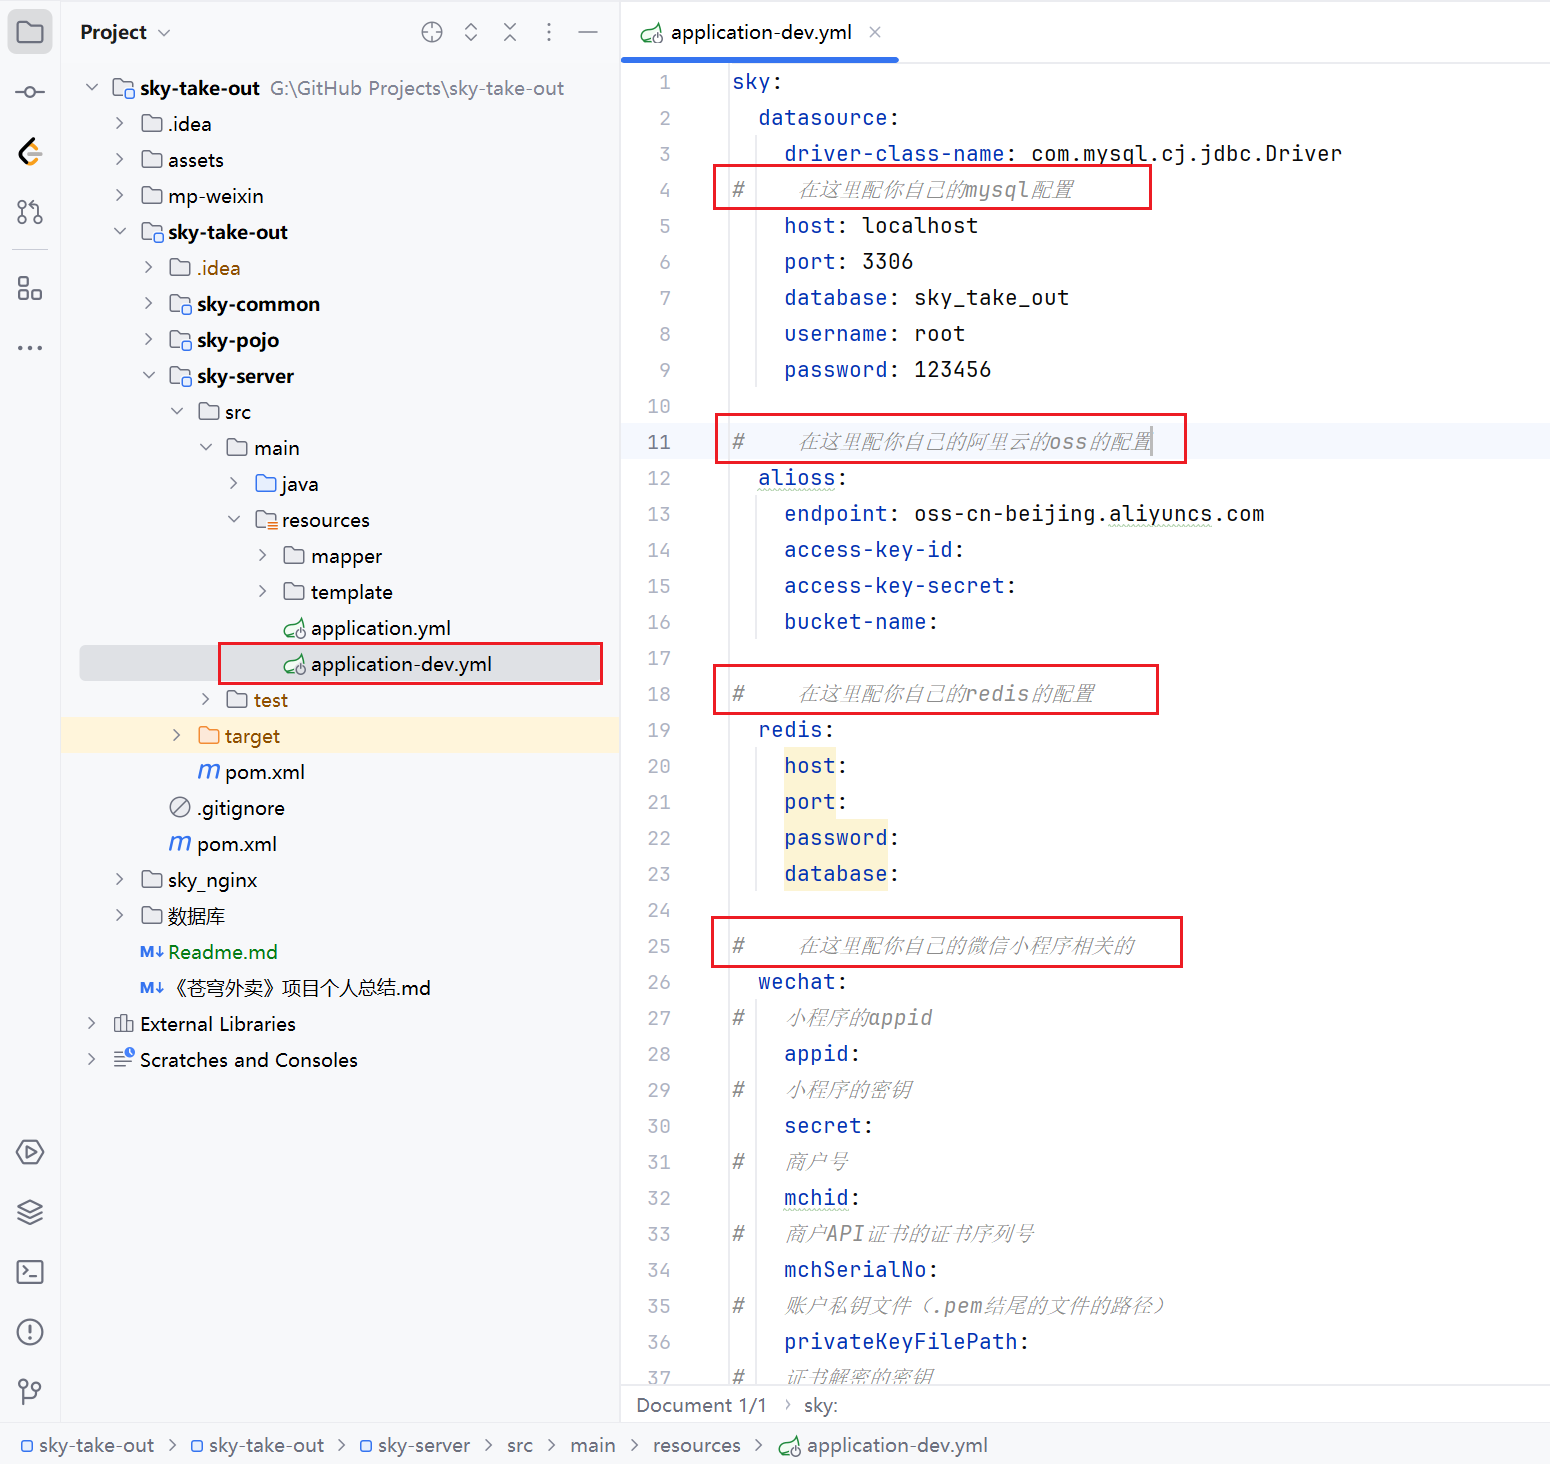 Project
sky-take-out G:\GitHub Projects\sky-take-out
.idea
assets
mp-weixin
sky-take-out
.idea
sky-common
sky-pojo
sky-server
src
main
java
resources
mapper
template
application.yml
application-dev.yml
test
target
m pom.xml
.gitignore
m pom.xml
sky_nginx
数据库
M↓ Readme.md
M↓ 《苍穹外卖》项目个人总结.md
External Libraries
Scratches and Consoles
application-dev.yml
1 sky:
2 datasource:
3 driver-class-name: com.mysql.cj.jdbc.Driver
4 # 在这里配你自己的mysql配置
5 host: localhost
6 port: 3306
7 database: sky_take_out
8 username: root
9 password: 123456
10
11 # 在这里配你自己的阿里云的oss的配置
12 alioss:
13 endpoint: oss-cn-beijing.aliyuncs.com
14 access-key-id:
15 access-key-secret:
16 bucket-name:
17
18 # 在这里配你自己的redis的配置
19 redis:
20 host:
21 port:
22 password:
23 database:
24
25 # 在这里配你自己的微信小程序相关的
26 wechat:
27 # 小程序的appid
28 appid:
29 # 小程序的密钥
30 secret:
31 # 商户号
32 mchid:
33 # 商户API证书的证书序列号
34 mchSerialNo:
35 # 账户私钥文件（.pem结尾的文件的路径）
36 privateKeyFilePath:
37 # 证书解密的密钥
Document 1/1 › sky:
sky-take-out › sky-take-out › sky-server › src › main › resources › application-dev.yml